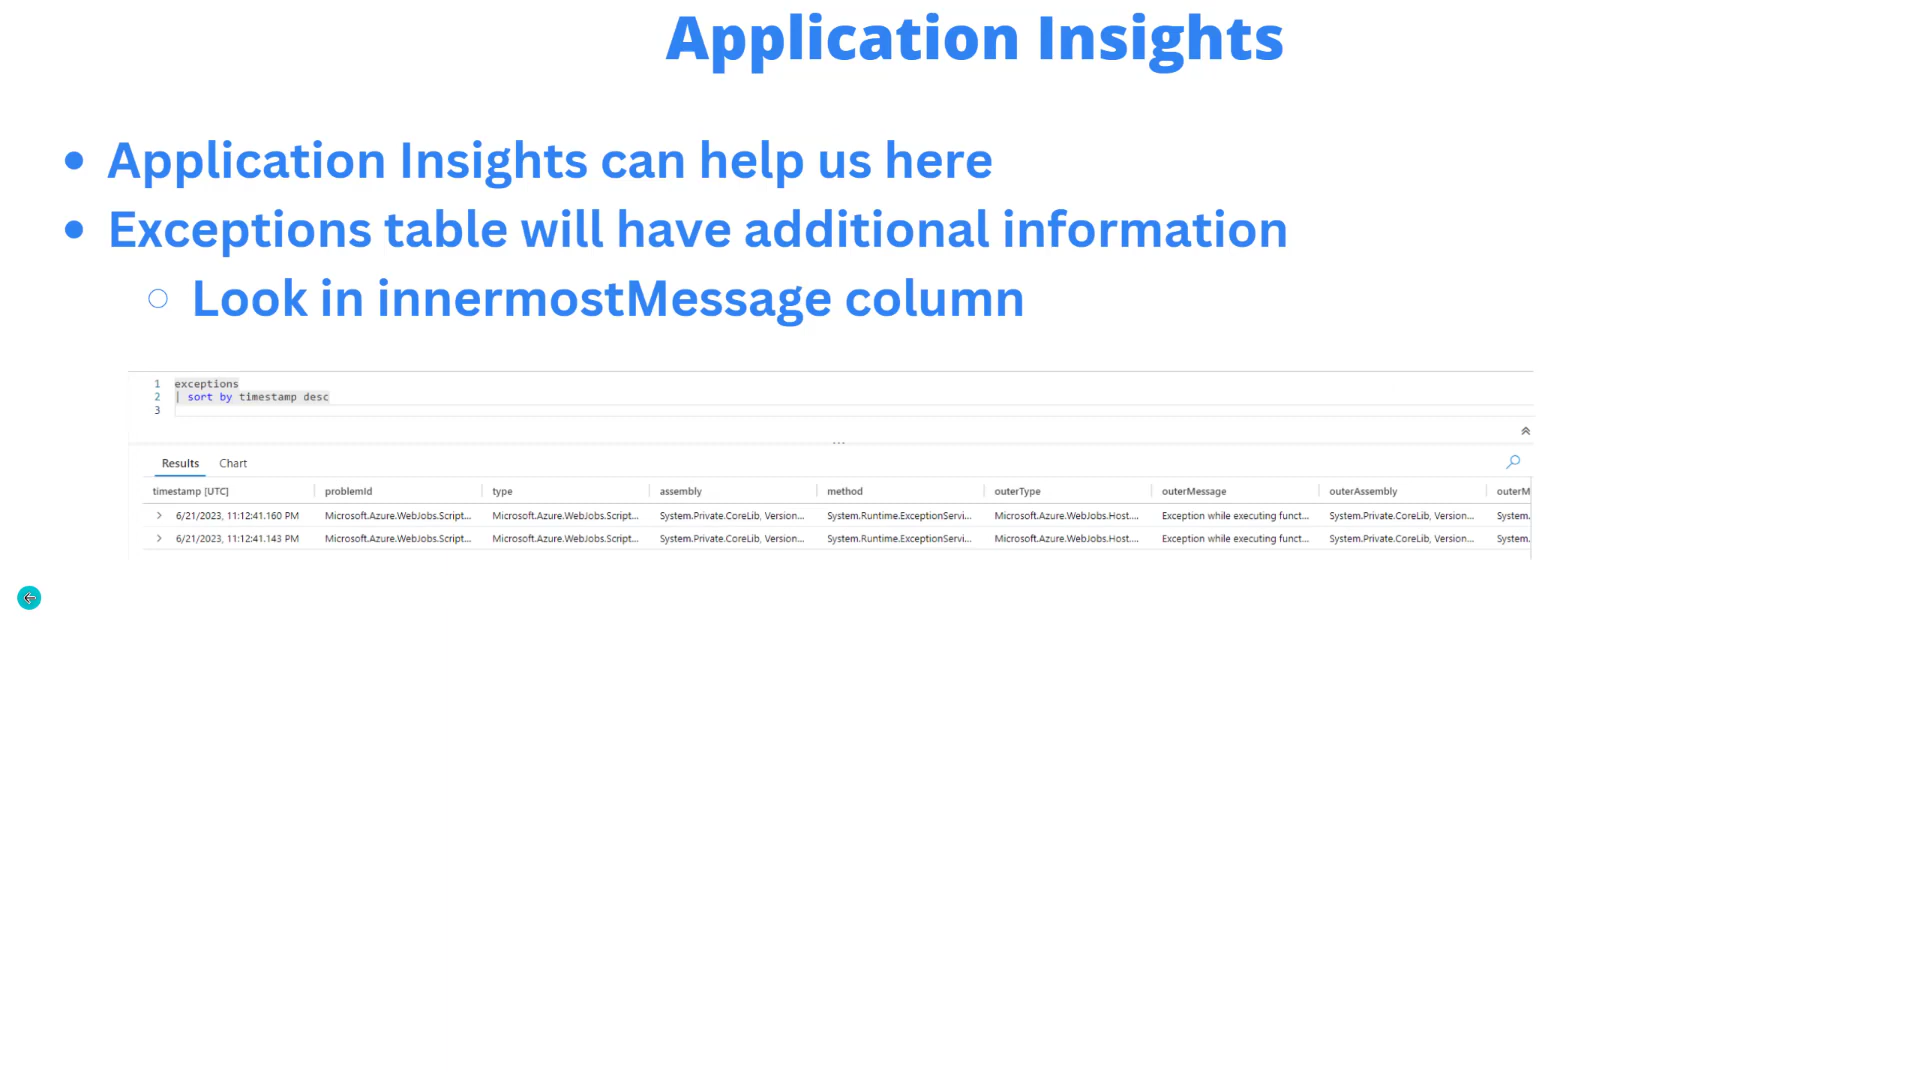 Application Insights
• Application Insights can help us here
• Exceptions table will have additional information
○ Look in innermostMessage column
1 exceptions
2 | sort by timestamp desc
3
...
Results Chart
timestamp [UTC] problemId type assembly method outerType outerMessage outerAssembly outerM
6/21/2023, 11:12:41.160 PM Microsoft.Azure.WebJobs.Script... Microsoft.Azure.WebJobs.Script... System.Private.CoreLib, Version... System.Runtime.ExceptionServi... Microsoft.Azure.WebJobs.Host.... Exception while executing funct... System.Private.CoreLib, Version... System.
6/21/2023, 11:12:41.143 PM Microsoft.Azure.WebJobs.Script... Microsoft.Azure.WebJobs.Script... System.Private.CoreLib, Version... System.Runtime.ExceptionServi... Microsoft.Azure.WebJobs.Host.... Exception while executing funct... System.Private.CoreLib, Version... System.